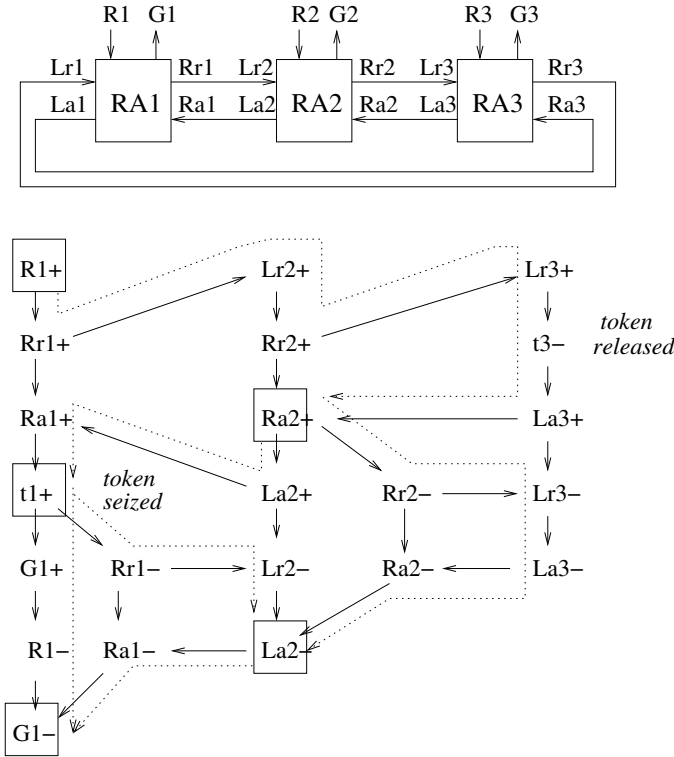 R1 G1 R2 G2 R3 G3
Lr1 Rr1 Lr2 Rr2 Lr3 Rr3
RA1 RA2 RA3
La1 Ra1 La2 Ra2 La3 Ra3
R1+ Lr2+ Lr3+
Rr1+ Rr2+ t3− token
released
Ra1+ Ra2+ La3+
t1+ token
seized La2+ Rr2− Lr3−
G1+ Rr1− Lr2− Ra2− La3−
R1− Ra1− La2−
G1−